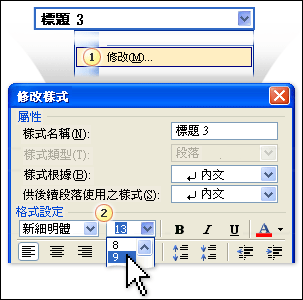 標題 3
1 修改(M)...
修改樣式
屬性
樣式名稱(N): 標題 3
樣式類型(T): 段落
樣式根據(B): ↵ 內文
供後續段落使用之樣式(S): ↵ 內文
格式設定 2
新細明體 13 B I U A
8
9